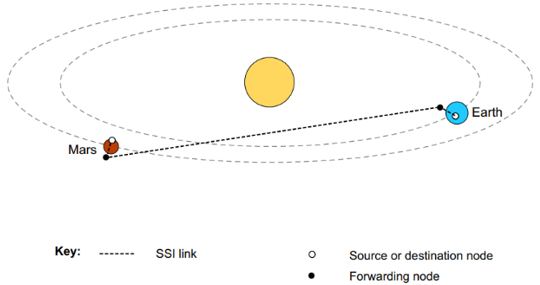 Earth
Mars
Key: SSI link
Source or destination node
Forwarding node